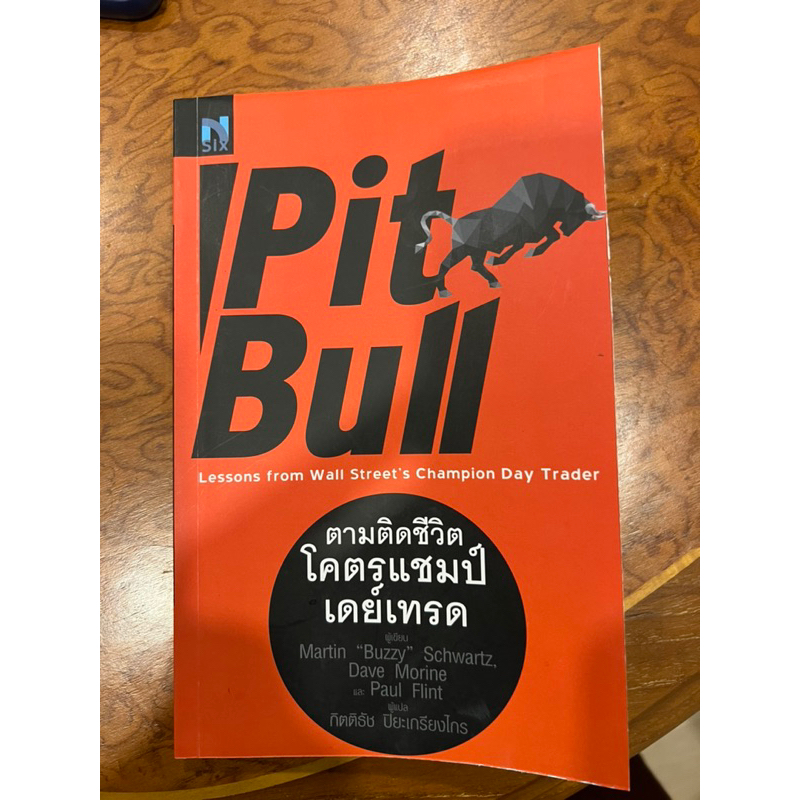 N
SIX
Pit
Bull
Lessons from Wall Street's Champion Day Trader
ตามติดชีวิต
โคตรแชมป์
เดย์เทรด
ผู้เขียน
Martin "Buzzy" Schwartz,
Dave Morine
และ Paul Flint
ผู้แปล
กิตติรัช ปิยะเกรียงไกร